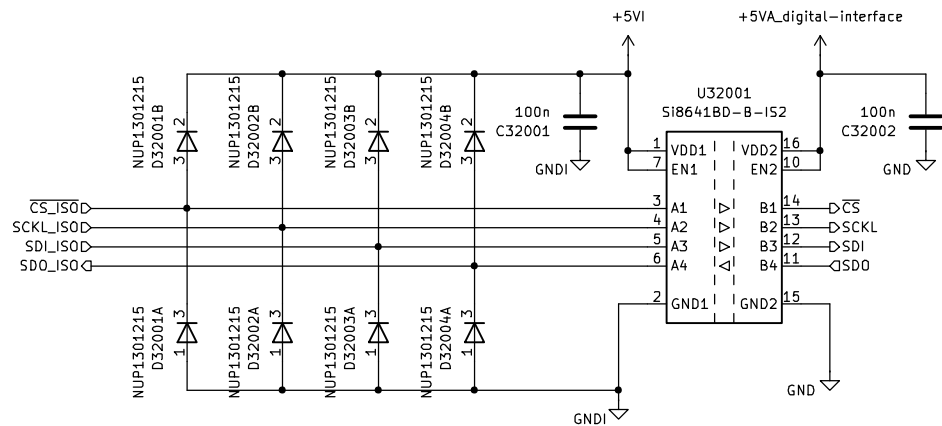 +5VI
+5VA_digital-interface
NUP1301215
D32001B
2
3
NUP1301215
D32002B
2
3
NUP1301215
D32003B
2
3
NUP1301215
D32004B
2
3
100n
C32001
GNDI
U32001
Si8641BD-B-IS2
100n
C32002
GND
1 VDD1 VDD2 16
7 EN1 EN2 10
CS_ISO 3 A1 B1 14 CS
SCKL_ISO 4 A2 B2 13 SCKL
SDI_ISO 5 A3 B3 12 SDI
SDO_ISO 6 A4 B4 11 SDO
2 GND1 GND2 15
NUP1301215
D32001A
3
1
NUP1301215
D32002A
3
1
NUP1301215
D32003A
3
1
NUP1301215
D32004A
3
1
GNDI
GND